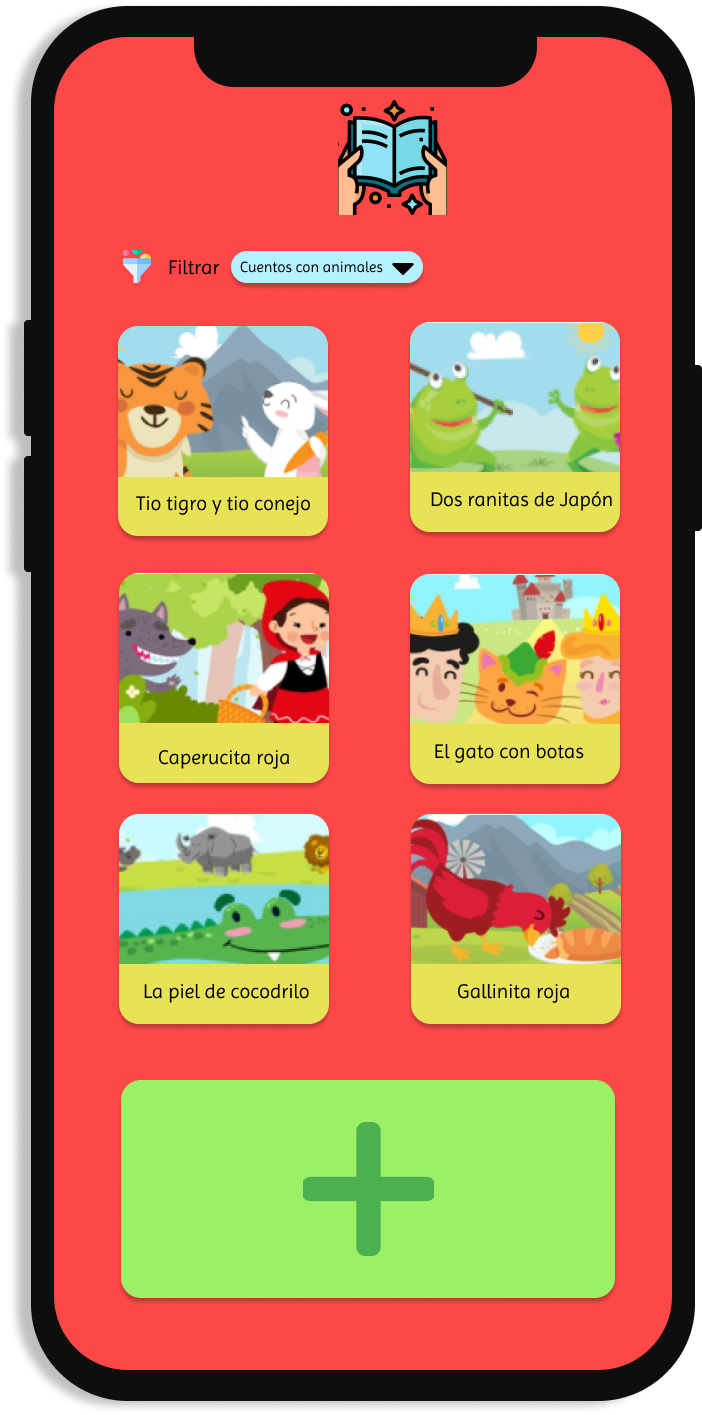 Filtrar
Cuentos con animales
Tio tigro y tio conejo
Dos ranitas de Japón
Caperucita roja
El gato con botas
La piel de cocodrilo
Gallinita roja